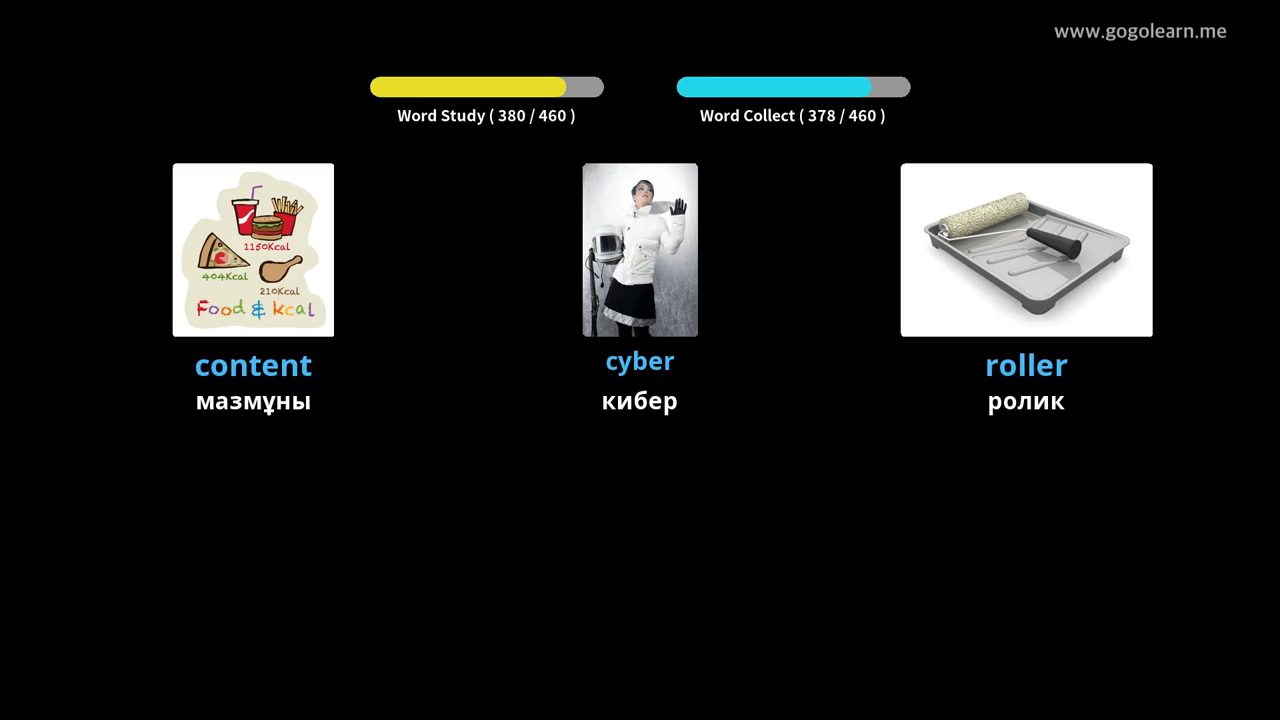 www.gogolearn.me
Word Study ( 380 / 460 )
Word Collect ( 378 / 460 )
1150Kcal
404Kcal
210Kcal
Food & kcal
content
мазмұны
cyber
кибер
roller
ролик